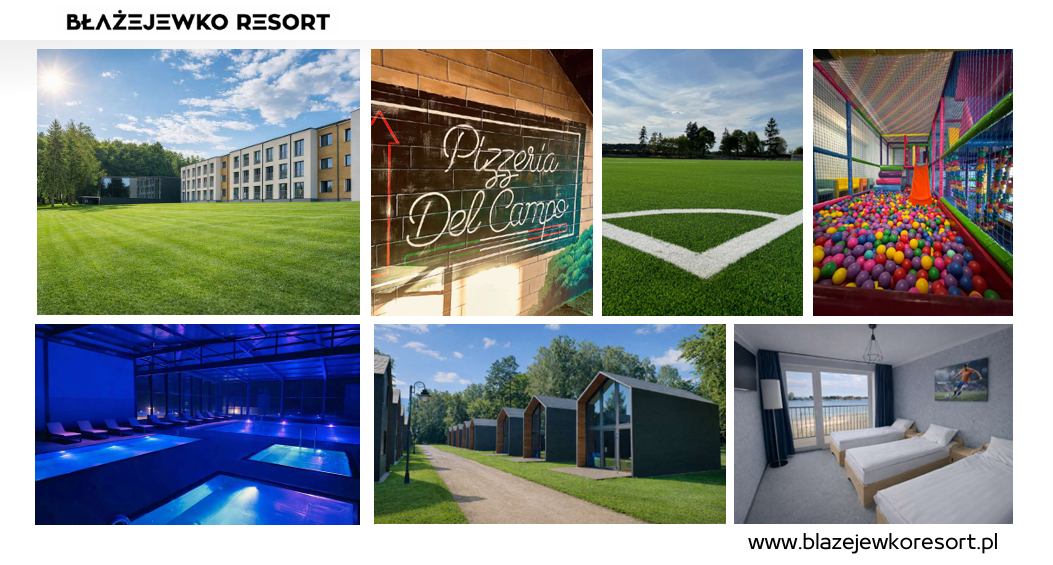 BŁAŻEJEWKO RESORT
Pizzeria
Del Campo
www.blazejewkoresort.pl